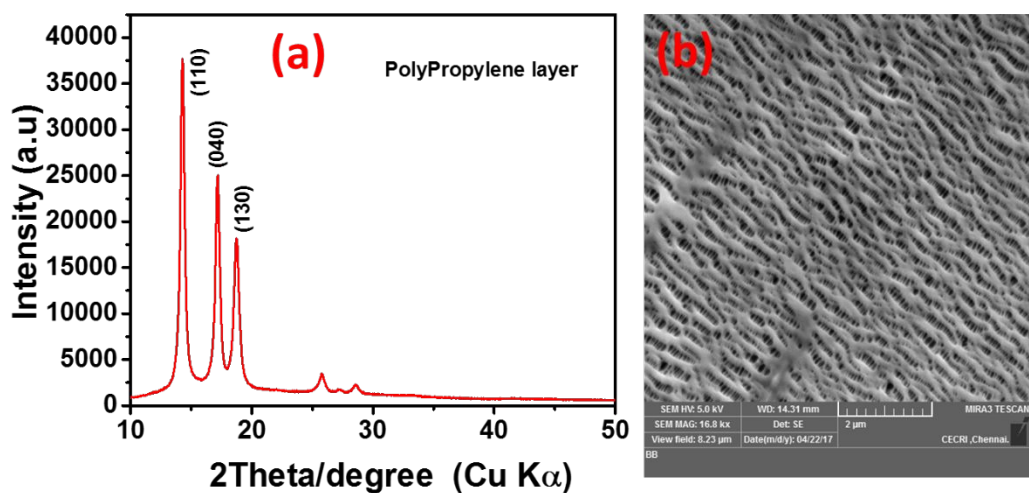 (a)
PolyPropylene layer
Intensity (a.u)
40000
35000
30000
25000
20000
15000
10000
5000
0
(110)
(040)
(130)
10 20 30 40 50
2Theta/degree (Cu Kα)
(b)
SEM HV: 5.0 kV WD: 14.31 mm MIRA3 TESCAN
SEM MAG: 16.8 kx Det: SE 2 μm
View field: 8.23 μm Date(m/d/y): 04/22/17 CECRI ,Chennai.
BB